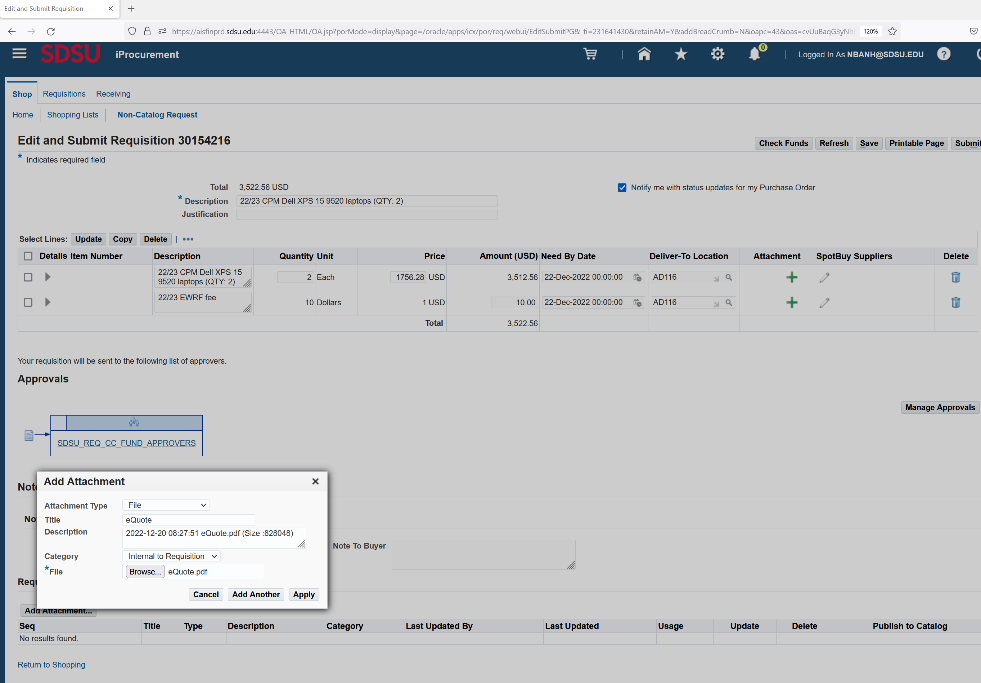 Edit and Submit Requisition × +
https://aisfinprd.sdsu.edu:4443/OA_HTML/OA.jsp?porMode=display&page=/oracle/apps/icx/por/req/webui/EditSubmitPG&_ti=231641430&retainAM=Y&addBreadCrumb=N&oapc=43&oas= 120%
SDSU iProcurement 0 Logged In As NBANH@SDSU.EDU ?
Shop Requisitions Receiving
Home Shopping Lists Non-Catalog Request
Edit and Submit Requisition 30154216
Check Funds Refresh Save Printable Page Submit
* Indicates required field
Total 3,522.56 USD
Notify me with status updates for my Purchase Order
* Description 22/23 CPM Dell XPS 15 9520 laptops (QTY: 2)
Justification
Select Lines: Update Copy Delete | •••
Details Item Number Description Quantity Unit Price Amount (USD) Need By Date Deliver-To Location Attachment SpotBuy Suppliers Delete
22/23 CPM Dell XPS 15
9520 laptops (QTY: 2) 2 Each 1756.28 USD 3,512.56 22-Dec-2022 00:00:00 AD116
22/23 EWRF fee 10 Dollars 1 USD 10.00 22-Dec-2022 00:00:00 AD116
Total 3,522.56
Your requisition will be sent to the following list of approvers.
Approvals
Manage Approvals
SDSU_REQ_CC_FUND_APPROVERS
Note
No
Add Attachment ×
Attachment Type File
Title eQuote
Description 2022-12-20 08:27:51 eQuote.pdf (Size :828048)
Category Internal to Requisition
* File Browse... eQuote.pdf
Cancel Add Another Apply
Note To Buyer
Requ
Add Attachment...
Seq Title Type Description Category Last Updated By Last Updated Usage Update Delete Publish to Catalog
No results found.
Return to Shopping